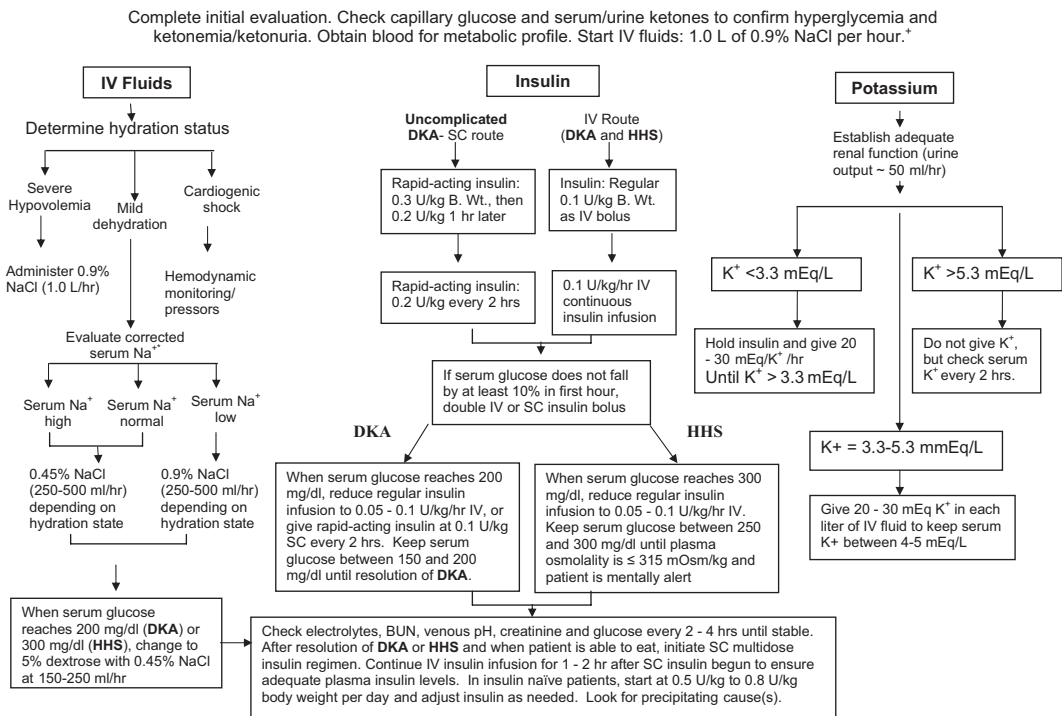 Complete initial evaluation. Check capillary glucose and serum/urine ketones to confirm hyperglycemia and
ketonemia/ketonuria. Obtain blood for metabolic profile. Start IV fluids: 1.0 L of 0.9% NaCl per hour.+
IV Fluids
Determine hydration status
Severe
Hypovolemia
Mild
dehydration
Cardiogenic
shock
Administer 0.9%
NaCl (1.0 L/hr)
Hemodynamic
monitoring/
pressors
Evaluate corrected
serum Na+*
Serum Na+
high
Serum Na+
normal
Serum Na+
low
0.45% NaCl
(250-500 ml/hr)
depending on
hydration state
0.9% NaCl
(250-500 ml/hr)
depending on
hydration state
When serum glucose
reaches 200 mg/dl (DKA) or
300 mg/dl (HHS), change to
5% dextrose with 0.45% NaCl
at 150-250 ml/hr
Insulin
Uncomplicated
DKA- SC route
IV Route
(DKA and HHS)
Rapid-acting insulin:
0.3 U/kg B. Wt., then
0.2 U/kg 1 hr later
Insulin: Regular
0.1 U/kg B. Wt.
as IV bolus
Rapid-acting insulin:
0.2 U/kg every 2 hrs
0.1 U/kg/hr IV
continuous
insulin infusion
If serum glucose does not fall
by at least 10% in first hour,
double IV or SC insulin bolus
DKA
HHS
When serum glucose reaches 200
mg/dl, reduce regular insulin
infusion to 0.05 - 0.1 U/kg/hr IV, or
give rapid-acting insulin at 0.1 U/kg
SC every 2 hrs. Keep serum
glucose between 150 and 200
mg/dl until resolution of DKA.
When serum glucose reaches 300
mg/dl, reduce regular insulin
infusion to 0.05 - 0.1 U/kg/hr IV.
Keep serum glucose between 250
and 300 mg/dl until plasma
osmolality is ≤ 315 mOsm/kg and
patient is mentally alert
Check electrolytes, BUN, venous pH, creatinine and glucose every 2 - 4 hrs until stable.
After resolution of DKA or HHS and when patient is able to eat, initiate SC multidose
insulin regimen. Continue IV insulin infusion for 1 - 2 hr after SC insulin begun to ensure
adequate plasma insulin levels. In insulin naïve patients, start at 0.5 U/kg to 0.8 U/kg
body weight per day and adjust insulin as needed. Look for precipitating cause(s).
Potassium
Establish adequate
renal function (urine
output ~ 50 ml/hr)
K+ <3.3 mEq/L
K+ >5.3 mEq/L
Hold insulin and give 20
- 30 mEq/K+ /hr
Until K+ > 3.3 mEq/L
Do not give K+,
but check serum
K+ every 2 hrs.
K+ = 3.3-5.3 mmEq/L
Give 20 - 30 mEq K+ in each
liter of IV fluid to keep serum
K+ between 4-5 mEq/L